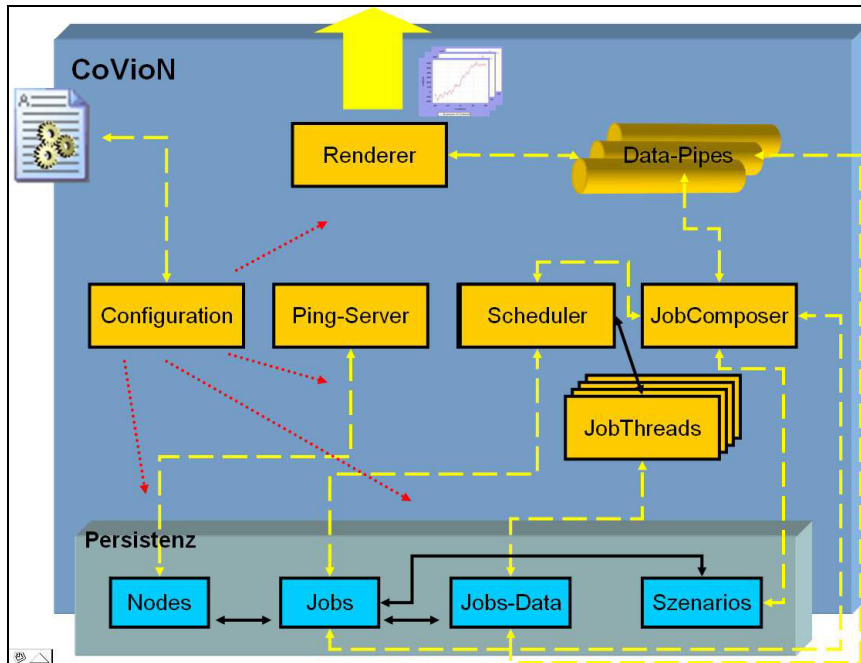 CoVioN
Renderer
Data-Pipes
Configuration
Ping-Server
Scheduler
JobComposer
JobThreads
Persistenz
Nodes
Jobs
Jobs-Data
Szenarios